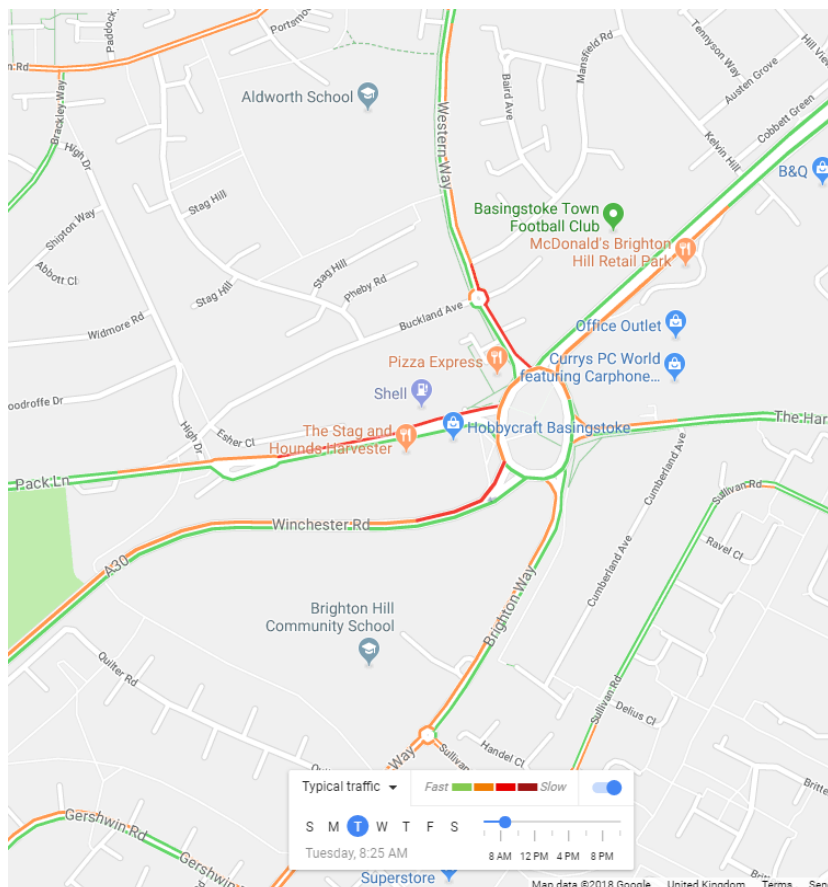 Portsmo
Paddock
n Rd
Brackley Way
High Dr
Aldworth School
Western Way
Baird Ave
Mansfield Rd
Tennyson Way
Hill View
Austen Grove
Cobbett Green
Kelvin Hill
B&Q
Stag Hill
Shipton Way
Abbott Cl
Stag Hill
Stag Hill
Pheby Rd
Buckland Ave
Widmore Rd
Basingstoke Town
Football Club
McDonald's Brighton
Hill Retail Park
Office Outlet
Pizza Express
Currys PC World
featuring Carphone...
Shell
oodroffe Dr
High Dr
Esher Cl
The Stag and
Hounds Harvester
Hobbycraft Basingstoke
The Har
Pack Ln
Cumberland Ave
Sullivan Rd
Ravel Cl
Winchester Rd
A30
Cumberland Ave
Brighton Way
Brighton Hill
Community School
Quilter Rd
Sullivan Rd
Delius Cl
Handel Cl
Sullivan
Way
Quilt
Gershwin Rd
Gershwin
Superstore
Britte
Brit
Typical traffic
Fast
Slow
S M T W T F S
8 AM 12 PM 4 PM 8 PM
Tuesday, 8:25 AM
Map data ©2018 Google United Kingdom Terms Sen